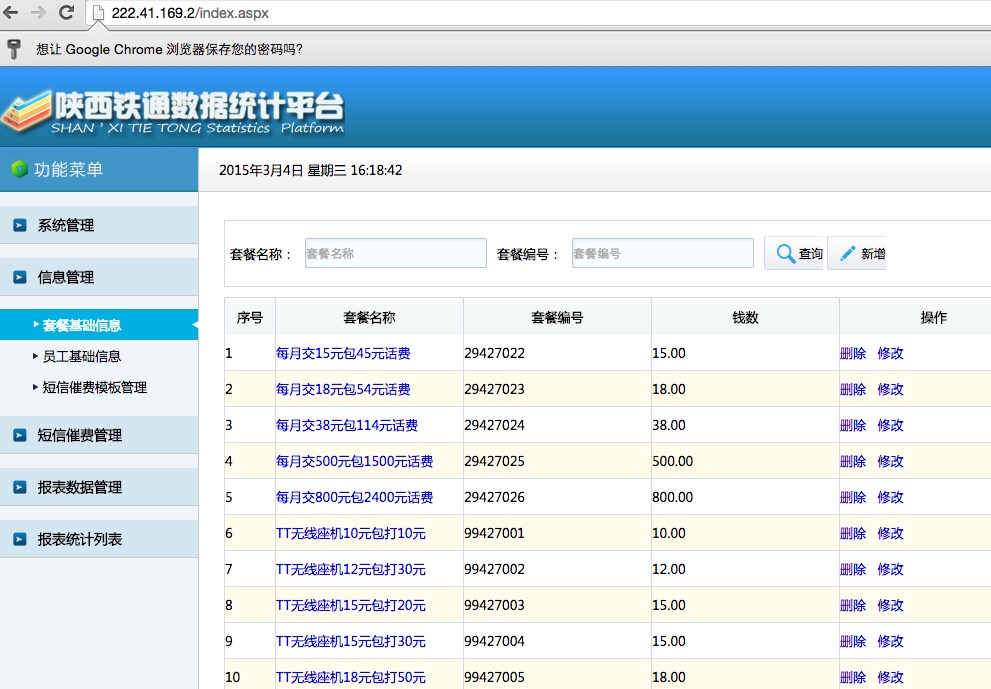 222.41.169.2/index.aspx
想让 Google Chrome 浏览器保存您的密码吗?
陕西铁通数据统计平台
SHAN'XI TIE TONG Statistics Platform
功能菜单
2015年3月4日 星期三 16:18:42
系统管理
信息管理
套餐基础信息
员工基础信息
短信催费模板管理
短信催费管理
报表数据管理
报表统计列表
套餐名称: 套餐名称 套餐编号: 套餐编号 查询 新增
序号 套餐名称 套餐编号 钱数 操作
1 每月交15元包45元话费 29427022 15.00 删除 修改
2 每月交18元包54元话费 29427023 18.00 删除 修改
3 每月交38元包114元话费 29427024 38.00 删除 修改
4 每月交500元包1500元话费 29427025 500.00 删除 修改
5 每月交800元包2400元话费 29427026 800.00 删除 修改
6 TT无线座机10元包打10元 99427001 10.00 删除 修改
7 TT无线座机12元包打30元 99427002 12.00 删除 修改
8 TT无线座机15元包打20元 99427003 15.00 删除 修改
9 TT无线座机15元包打30元 99427004 15.00 删除 修改
10 TT无线座机18元包打50元 99427005 18.00 删除 修改